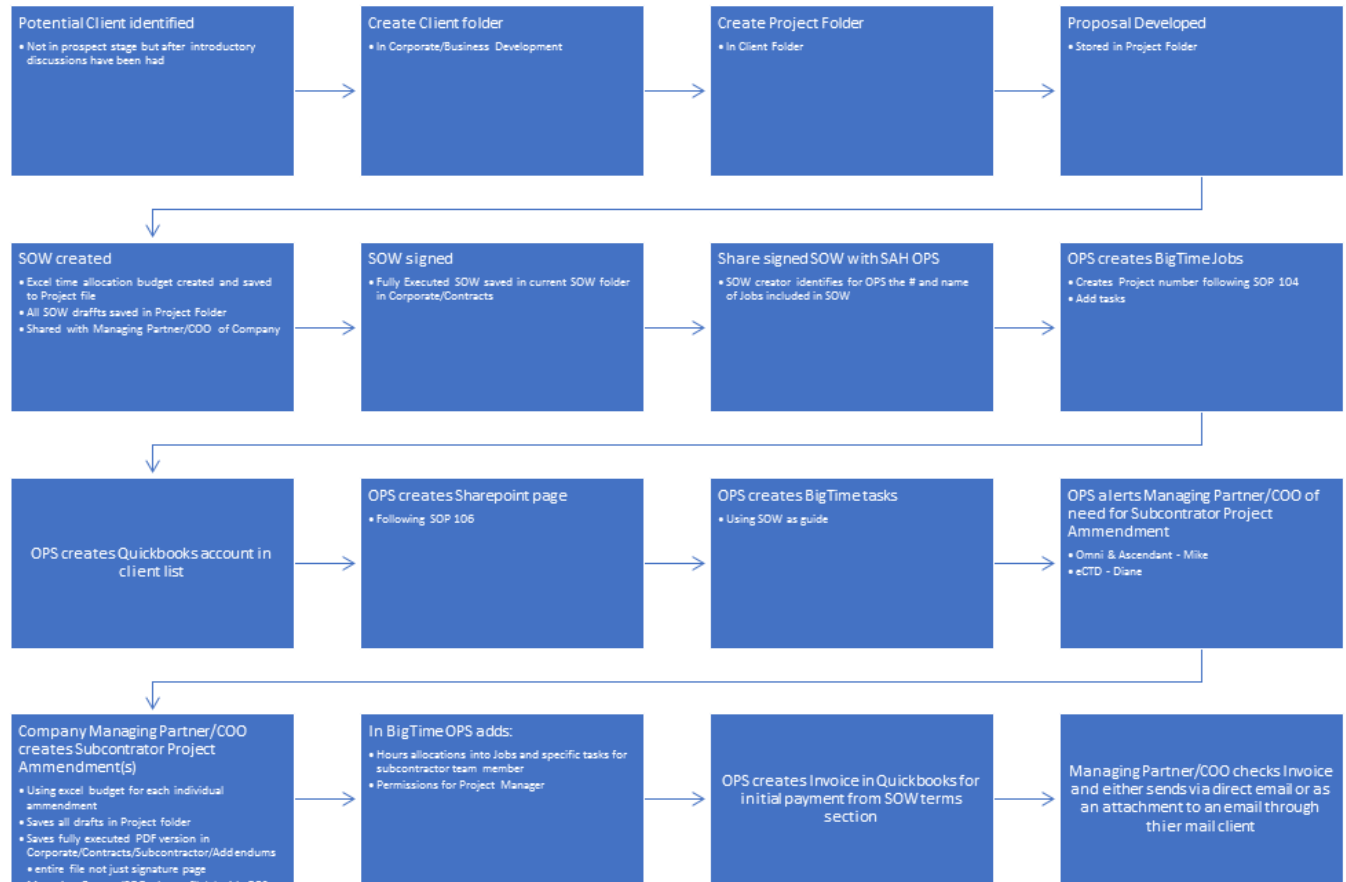 Potential Client identified
• Not in prospect stage but after introductory
discussions have been had
Create Client folder
• In Corporate/Business Development
Create Project Folder
• In Client Folder
Proposal Developed
• Stored in Project Folder
SOW created
• Excel time allocation budget created and saved
to Project file
• All SOW draffts saved in Project Folder
• Shared with Managing Partner/COO of Company
SOW signed
• Fully Executed SOW saved in current SOW folder
in Corporate/Contracts
Share signed SOW with SAH OPS
• SOW creator identifies for OPS the # and name
of Jobs included in SOW
OPS creates BigTime Jobs
• Creates Project number following SOP 104
• Add tasks
OPS creates Quickbooks account in
client list
OPS creates Sharepoint page
• Following SOP 106
OPS creates BigTime tasks
• Using SOW as guide
OPS alerts Managing Partner/COO of
need for Subcontrator Project
Ammendment
• Omni & Ascendant - Mike
• eCTD - Diane
Company Managing Partner/COO
creates Subcontrator Project
Ammendment(s)
• Using excel budget for each individual
ammendment
• Saves all drafts in Project folder
• Saves fully executed PDF version in
Corporate/Contracts/Subcontractor/Addendums
• entire file not just signature page
In BigTime OPS adds:
• Hours allocations into Jobs and specific tasks for
subcontractor team member
• Permissions for Project Manager
OPS creates Invoice in Quickbooks for
initial payment from SOW terms
section
Managing Partner/COO checks Invoice
and either sends via direct email or as
an attachment to an email through
thier mail client